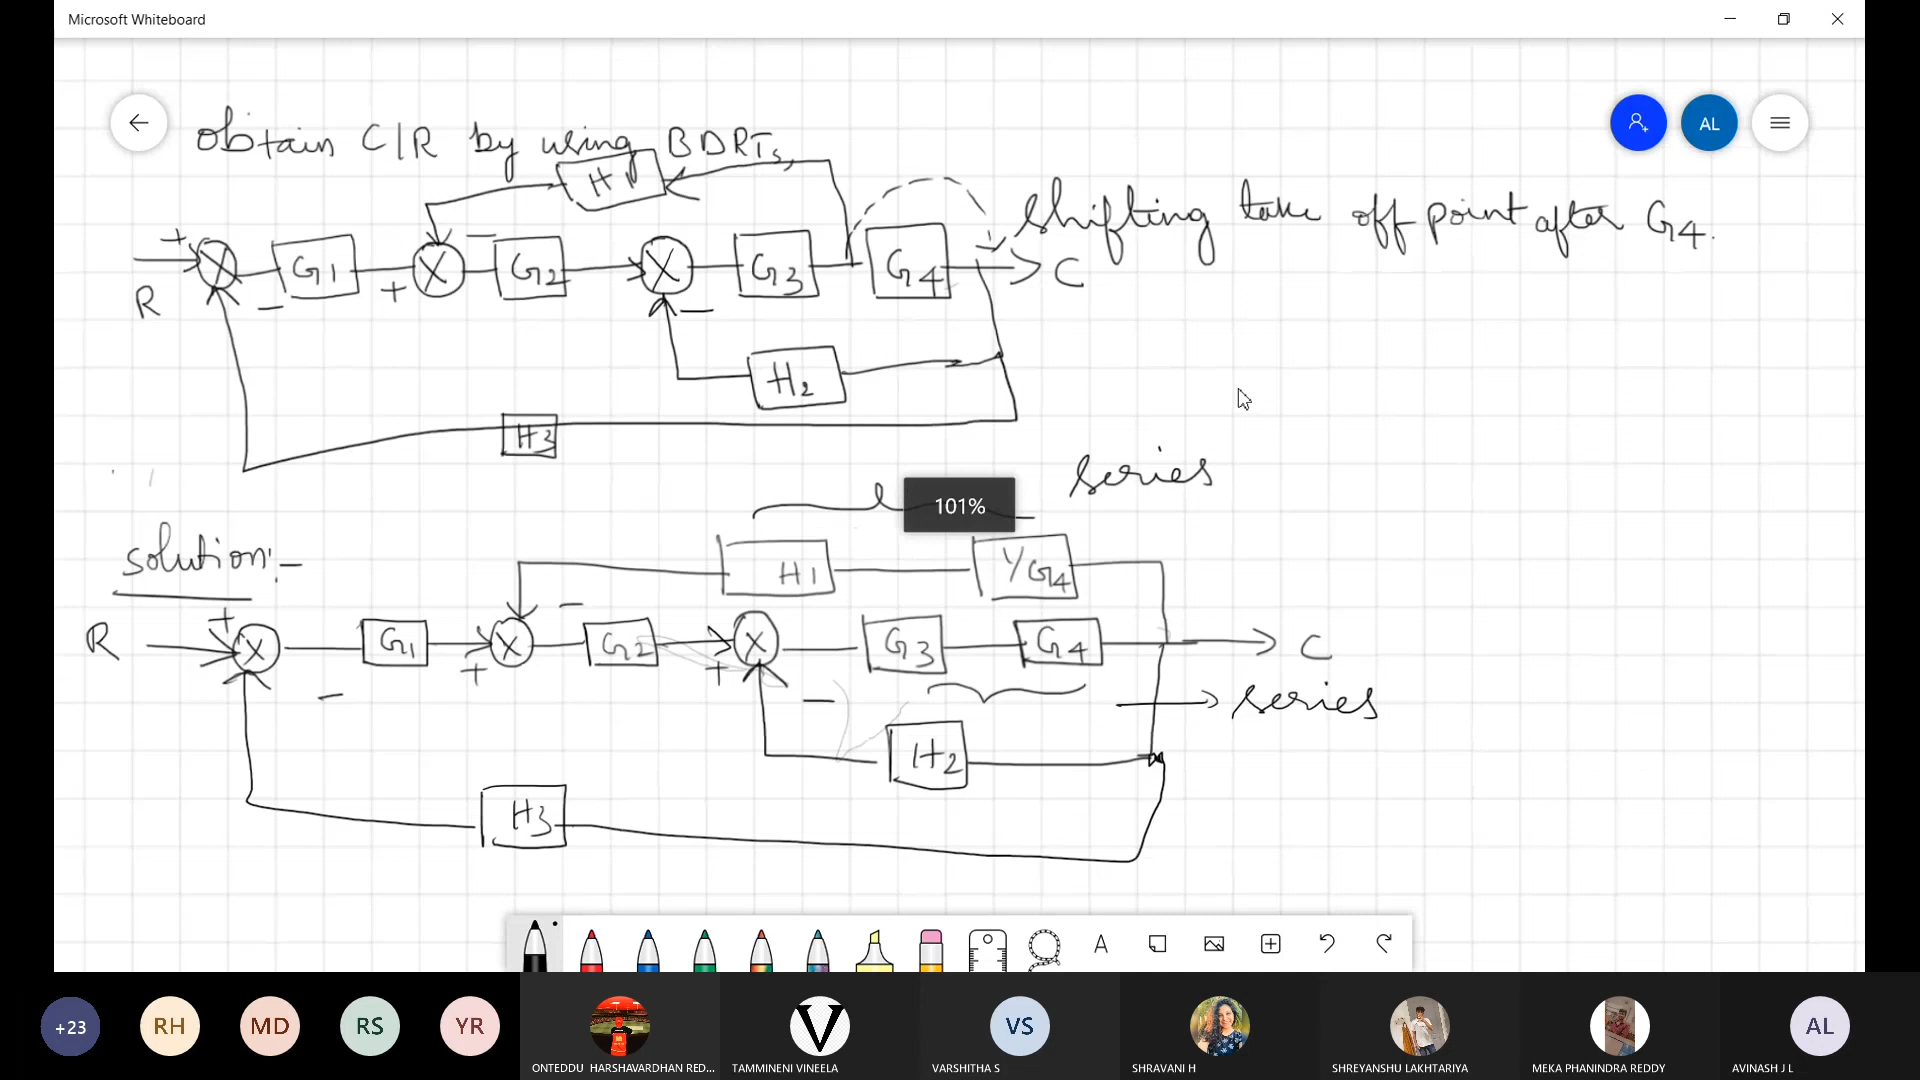 Microsoft Whiteboard
obtain C/R by using BDRTs,
H1
shifting take off point after G4.
AL
+ R - G1 + - G2 - G3 G4 C
H2
H3
series
101%
solution:-
H1 1/G4
R + - G1 + - G2 + - G3 G4 C
series
H2
H3
A
+23 RH MD RS YR V VS AL
ONTEDDU HARSHAVARDHAN RED... TAMMINENI VINEELA VARSHITHA S SHRAVANI H SHREYANSHU LAKHTARIYA MEKA PHANINDRA REDDY AVINASH J L